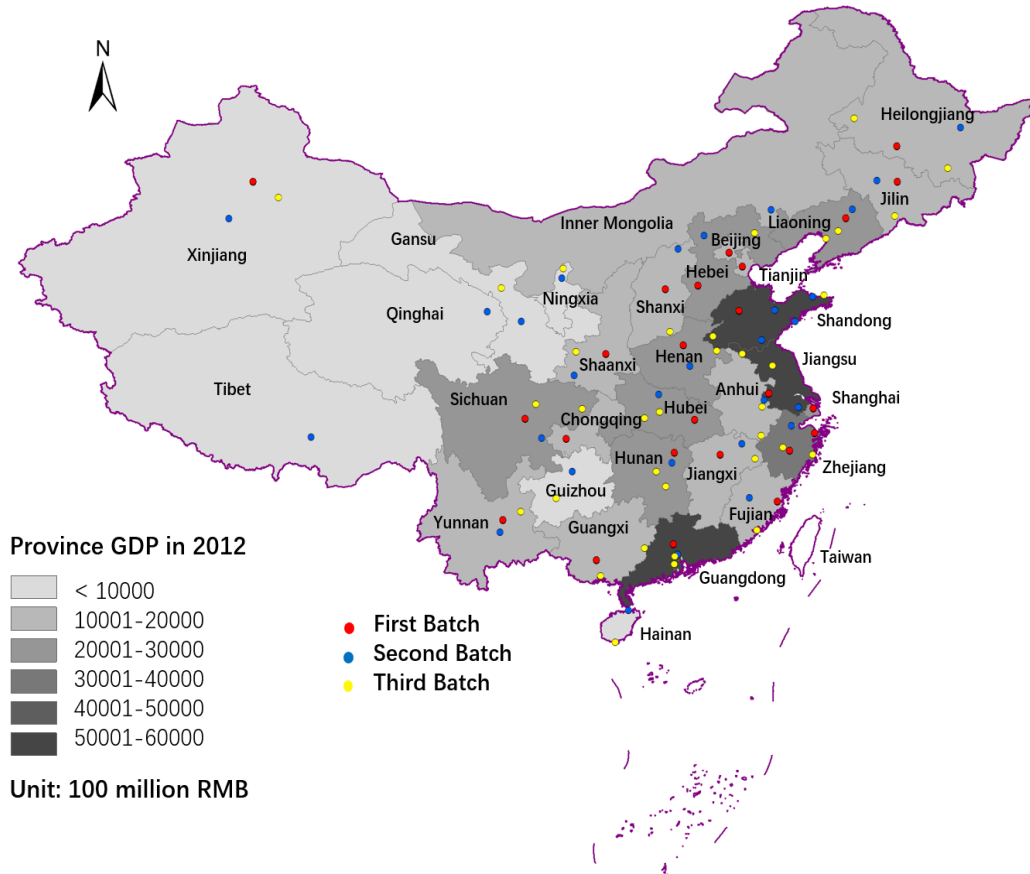 N
Heilongjiang
Jilin
Liaoning
Inner Mongolia
Beijing
Gansu
Xinjiang
Hebei
Tianjin
Ningxia
Shanxi
Qinghai
Shandong
Henan
Jiangsu
Shaanxi
Tibet
Anhui
Shanghai
Sichuan
Chongqing
Hubei
Hunan
Jiangxi
Zhejiang
Guizhou
Fujian
Yunnan
Guangxi
Taiwan
Guangdong
Hainan
Province GDP in 2012
< 10000
10001-20000
20001-30000
30001-40000
40001-50000
50001-60000
Unit: 100 million RMB
First Batch
Second Batch
Third Batch